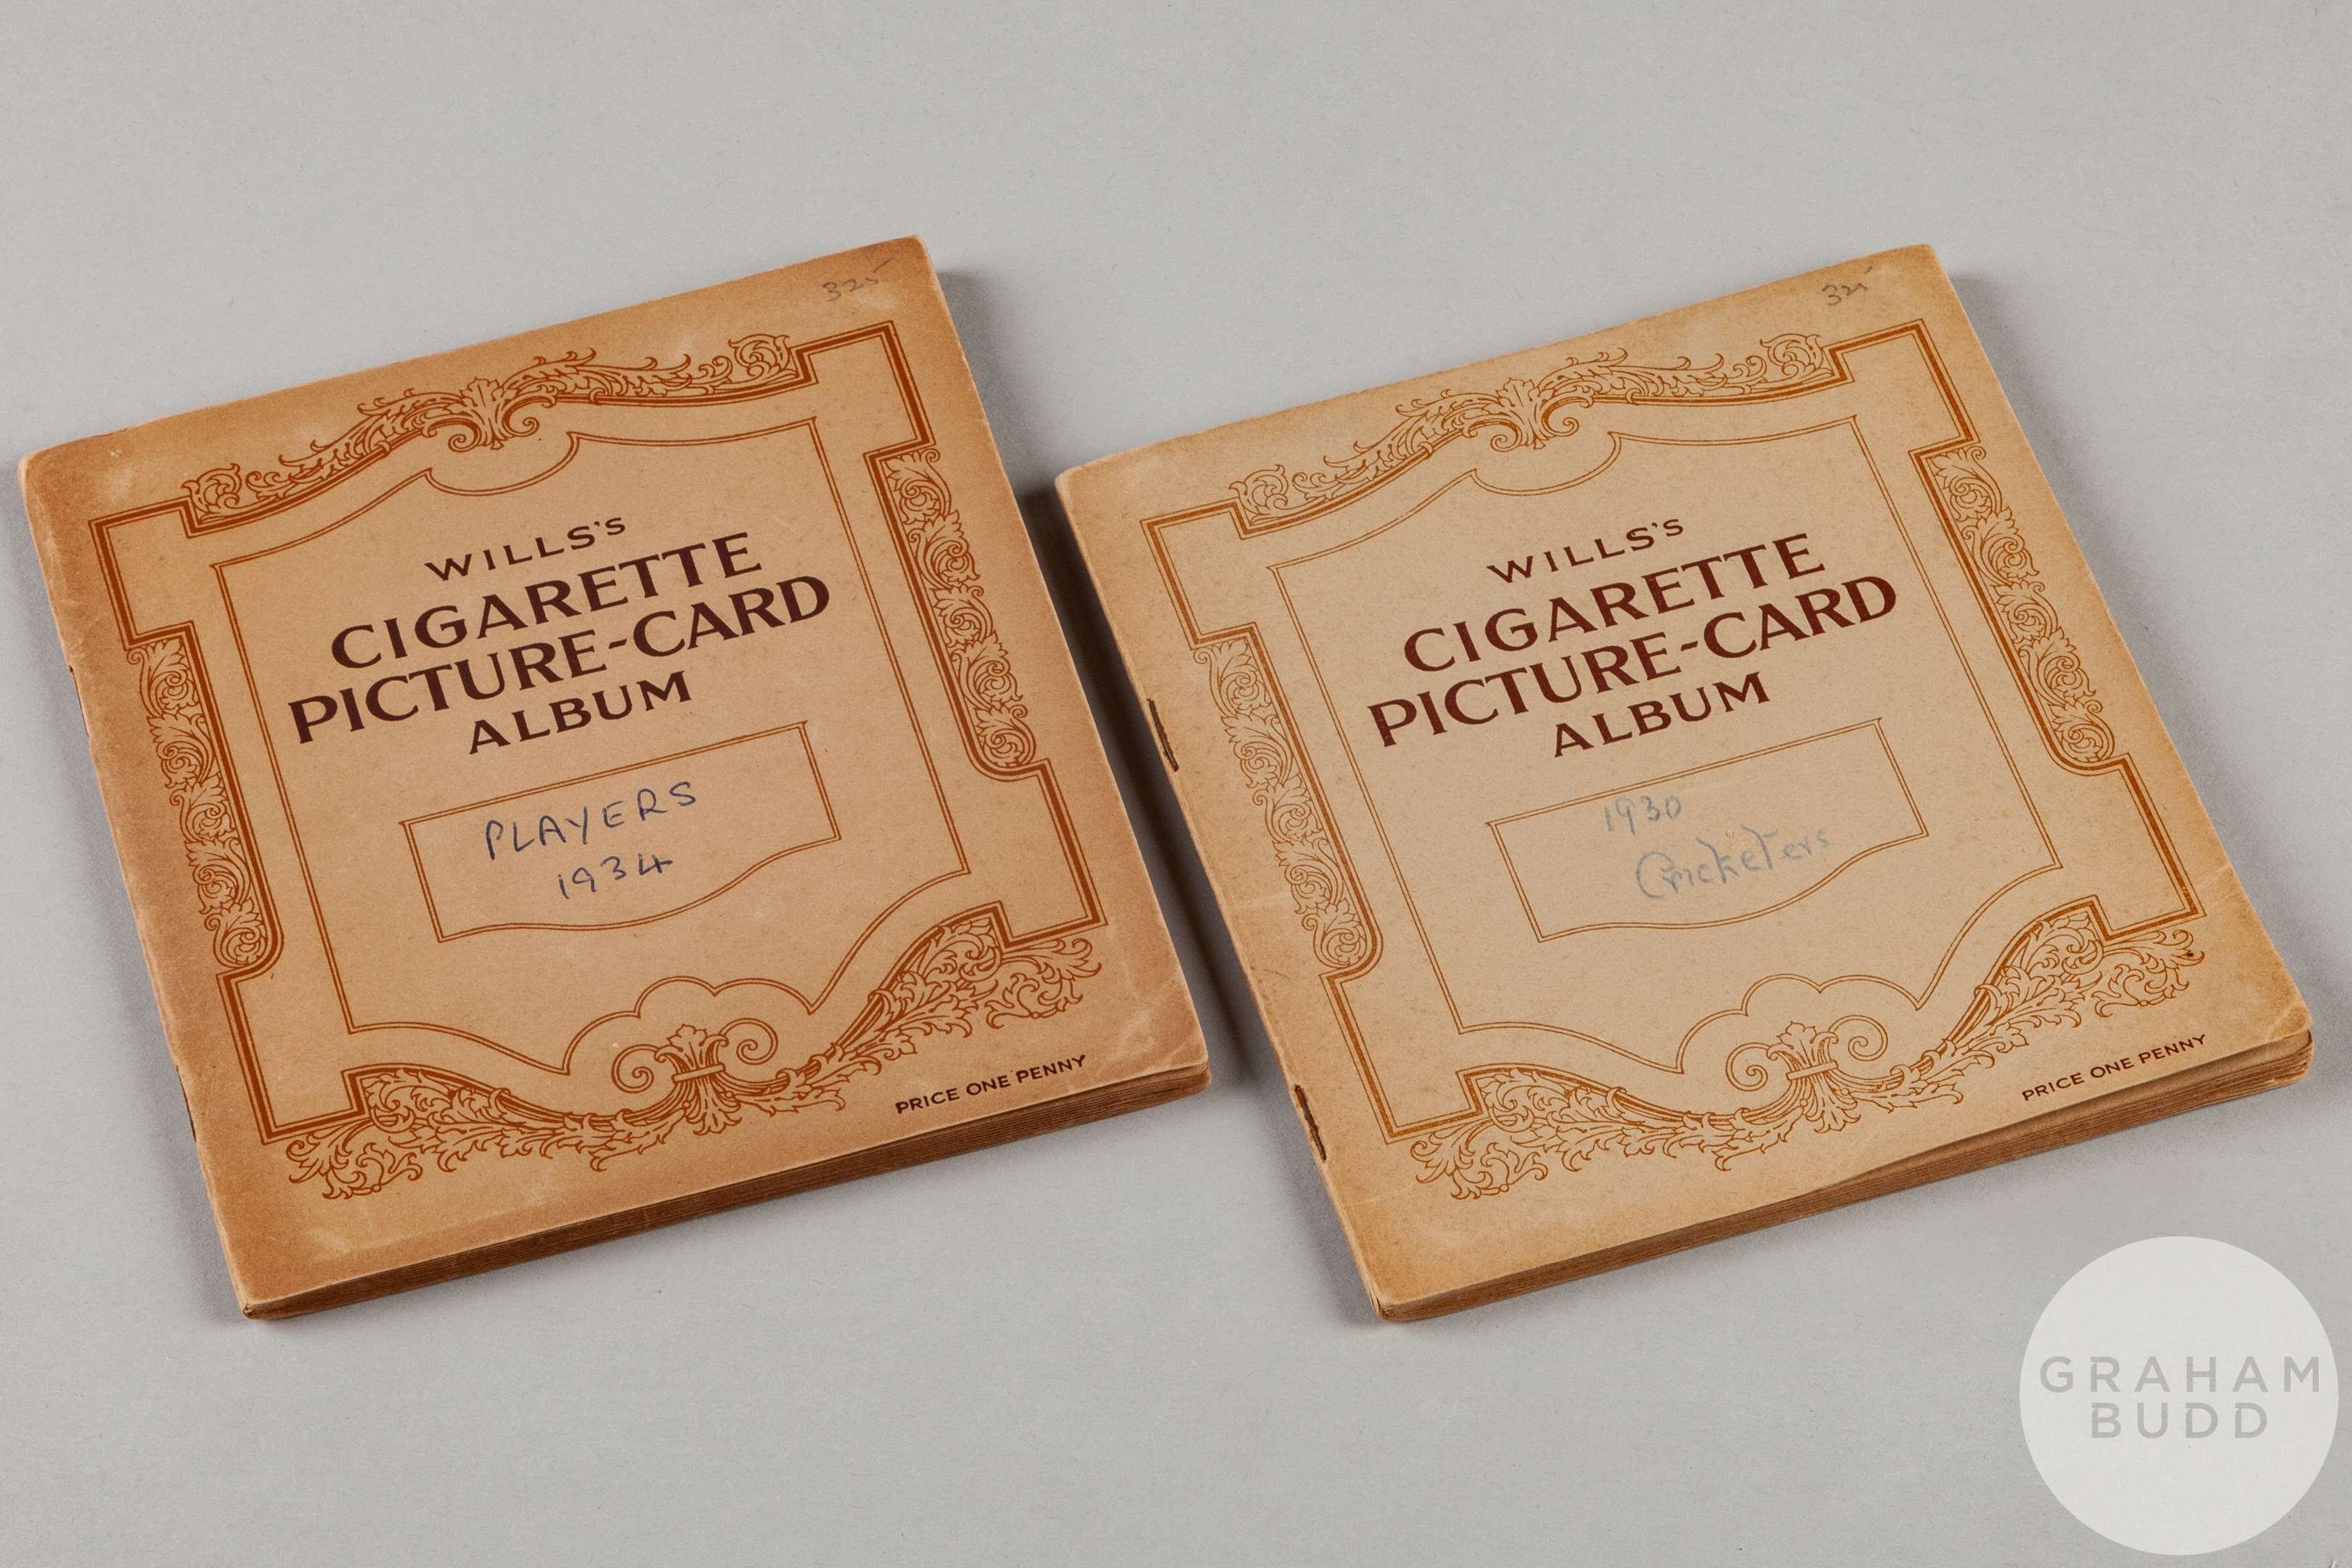 325
WILLS'S
CIGARETTE
PICTURE-CARD
ALBUM
PLAYERS
1934
PRICE ONE PENNY
325
WILLS'S
CIGARETTE
PICTURE-CARD
ALBUM
1930
Cricketers
PRICE ONE PENNY
GRAHAM
BUDD